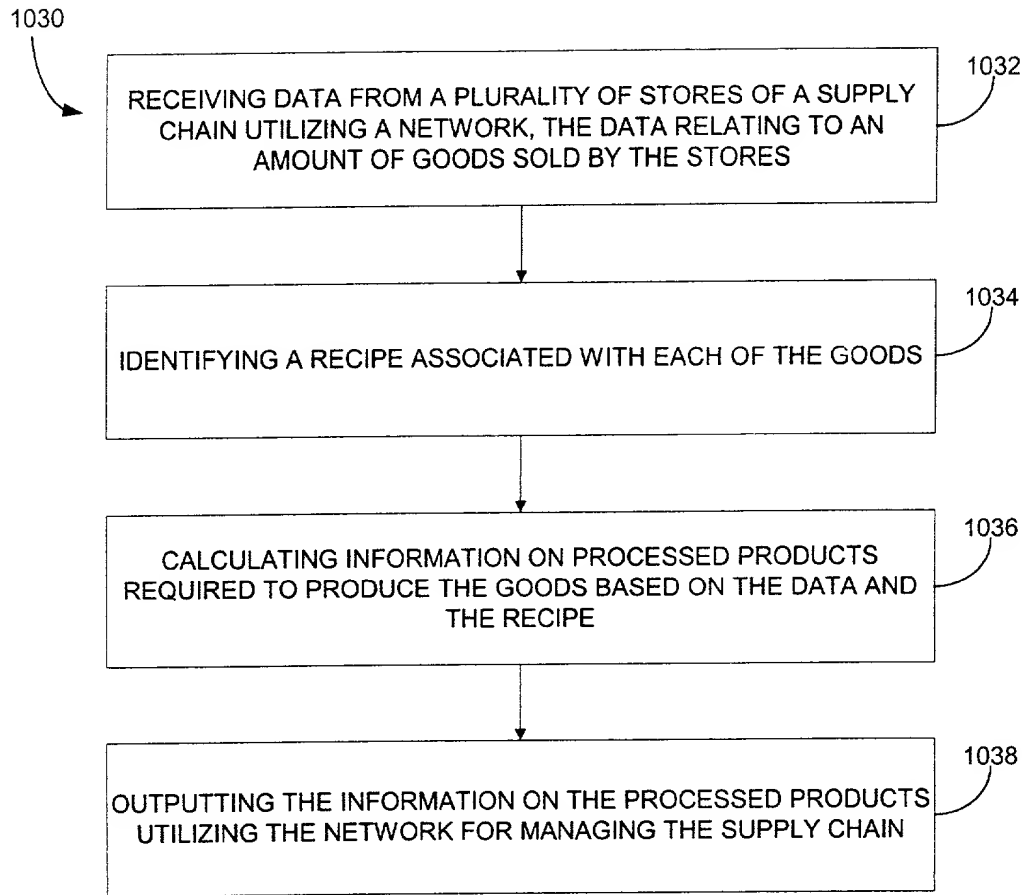 1030
1032
RECEIVING DATA FROM A PLURALITY OF STORES OF A SUPPLY
CHAIN UTILIZING A NETWORK, THE DATA RELATING TO AN
AMOUNT OF GOODS SOLD BY THE STORES
1034
IDENTIFYING A RECIPE ASSOCIATED WITH EACH OF THE GOODS
1036
CALCULATING INFORMATION ON PROCESSED PRODUCTS
REQUIRED TO PRODUCE THE GOODS BASED ON THE DATA AND
THE RECIPE
1038
OUTPUTTING THE INFORMATION ON THE PROCESSED PRODUCTS
UTILIZING THE NETWORK FOR MANAGING THE SUPPLY CHAIN